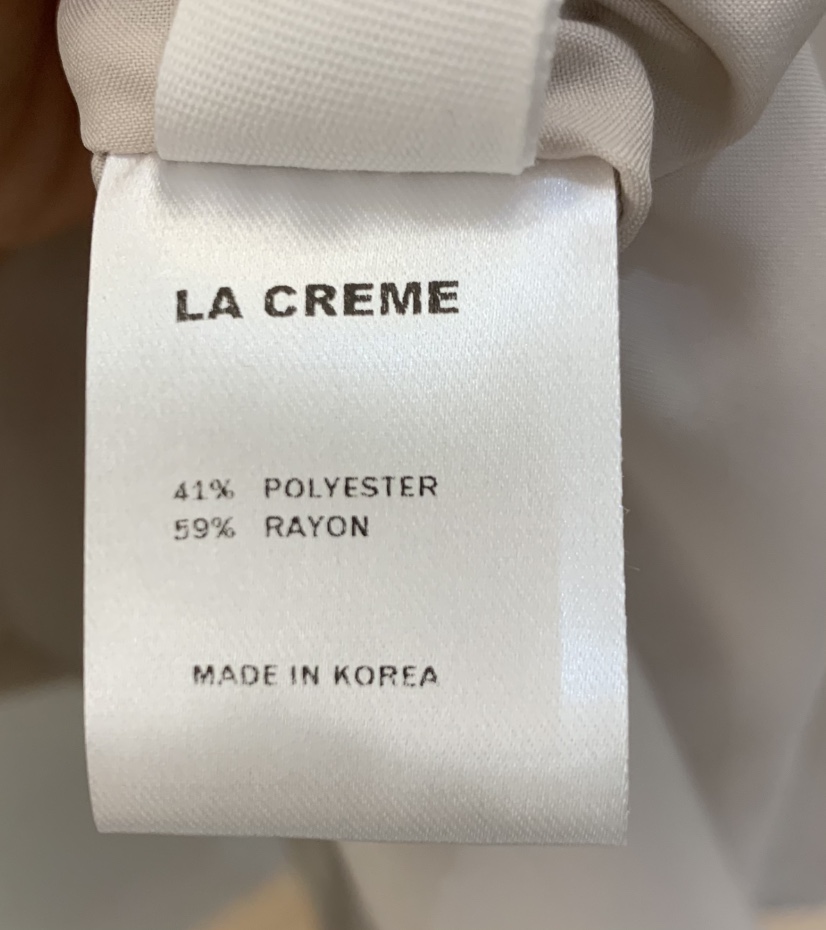 LA CREME
41% POLYESTER
59% RAYON
MADE IN KOREA